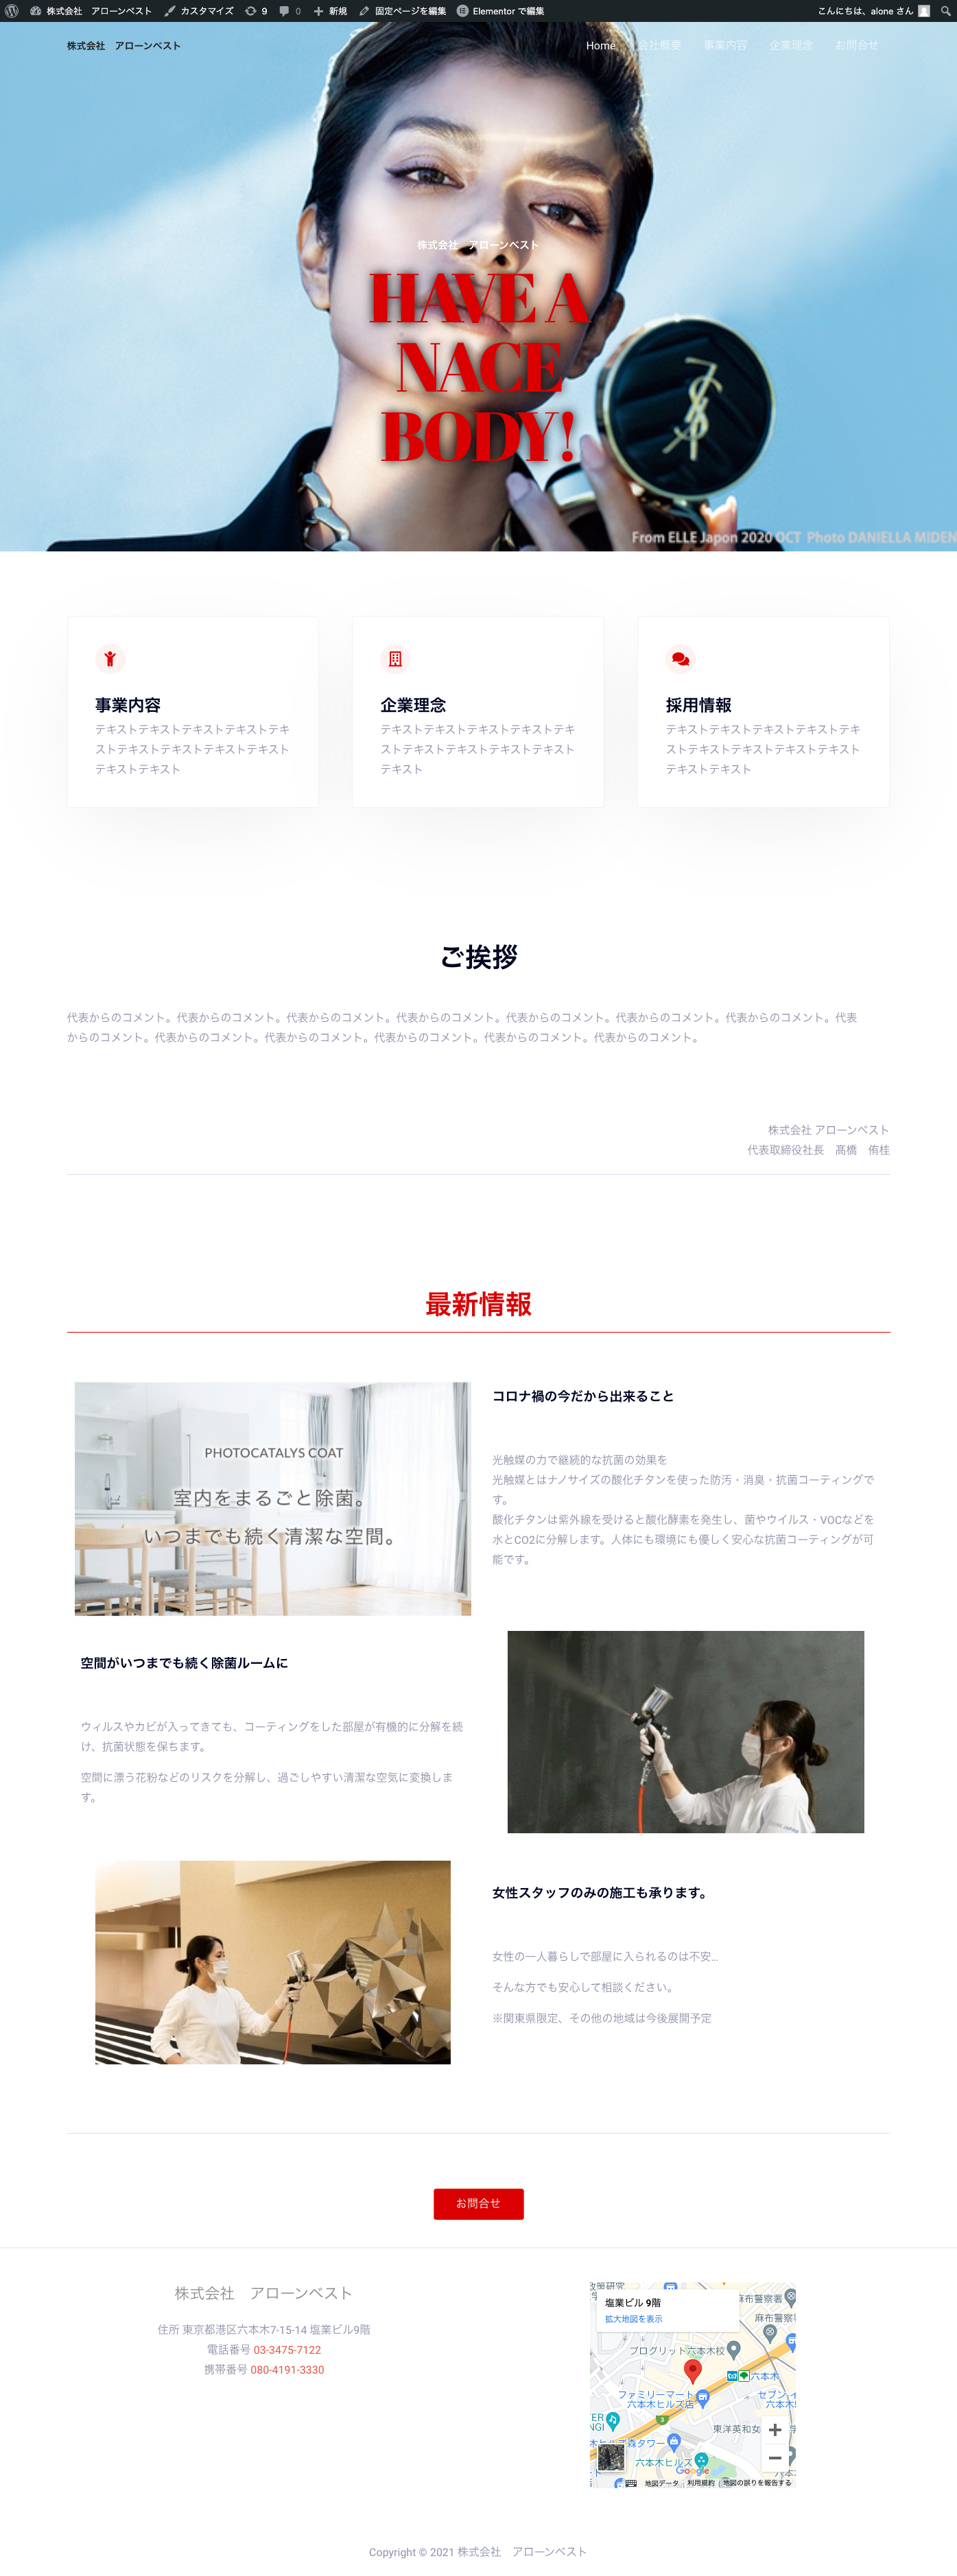 株式会社　アローンベスト カスタマイズ 9 0 新規 固定ページを編集 Elementor で編集 こんにちは、alone さん
株式会社　アローンベスト Home 会社概要 事業内容 企業理念 お問合せ
株式会社　アローンベスト
HAVE A
NACE
BODY!
From ELLE Japon 2020 OCT Photo DANIELLA MIDEN
事業内容
テキストテキストテキストテキストテキ
ストテキストテキストテキストテキスト
テキストテキスト
企業理念
テキストテキストテキストテキストテキ
ストテキストテキストテキストテキスト
テキスト
採用情報
テキストテキストテキストテキストテキ
ストテキストテキストテキストテキスト
テキストテキスト
ご挨拶
代表からのコメント。代表からのコメント。代表からのコメント。代表からのコメント。代表からのコメント。代表からのコメント。代表からのコメント。代表
からのコメント。代表からのコメント。代表からのコメント。代表からのコメント。代表からのコメント。代表からのコメント。
株式会社 アローンベスト
代表取締役社長　髙橋　侑桂
最新情報
PHOTOCATALYS COAT
室内をまるごと除菌。
いつまでも続く清潔な空間。
コロナ禍の今だから出来ること
光触媒の力で継続的な抗菌の効果を
光触媒とはナノサイズの酸化チタンを使った防汚・消臭・抗菌コーティングで
す。
酸化チタンは紫外線を受けると酸化酵素を発生し、菌やウイルス・VOCなどを
水とCO2に分解します。人体にも環境にも優しく安心な抗菌コーティングが可
能です。
空間がいつまでも続く除菌ルームに
ウィルスやカビが入ってきても、コーティングをした部屋が有機的に分解を続
け、抗菌状態を保ちます。
空間に漂う花粉などのリスクを分解し、過ごしやすい清潔な空気に変換しま
す。
女性スタッフのみの施工も承ります。
女性の一人暮らしで部屋に入られるのは不安…
そんな方でも安心して相談ください。
※関東県限定、その他の地域は今後展開予定
お問合せ
株式会社　アローンベスト
住所 東京都港区六本木7-15-14 塩業ビル9階
電話番号 03-3475-7122
携帯番号 080-4191-3330
政策研究
塩業ビル 9階
拡大地図を表示
麻布警察署
麻布警察署
プログリット六本木校
六本木
ファミリーマート
六本木ヒルズ店
セブン-イ
六本木
東洋英和女
木ヒルズ森タワー
六本木ヒルズ
Google
地図データ 利用規約 地図の誤りを報告する
Copyright © 2021 株式会社　アローンベスト